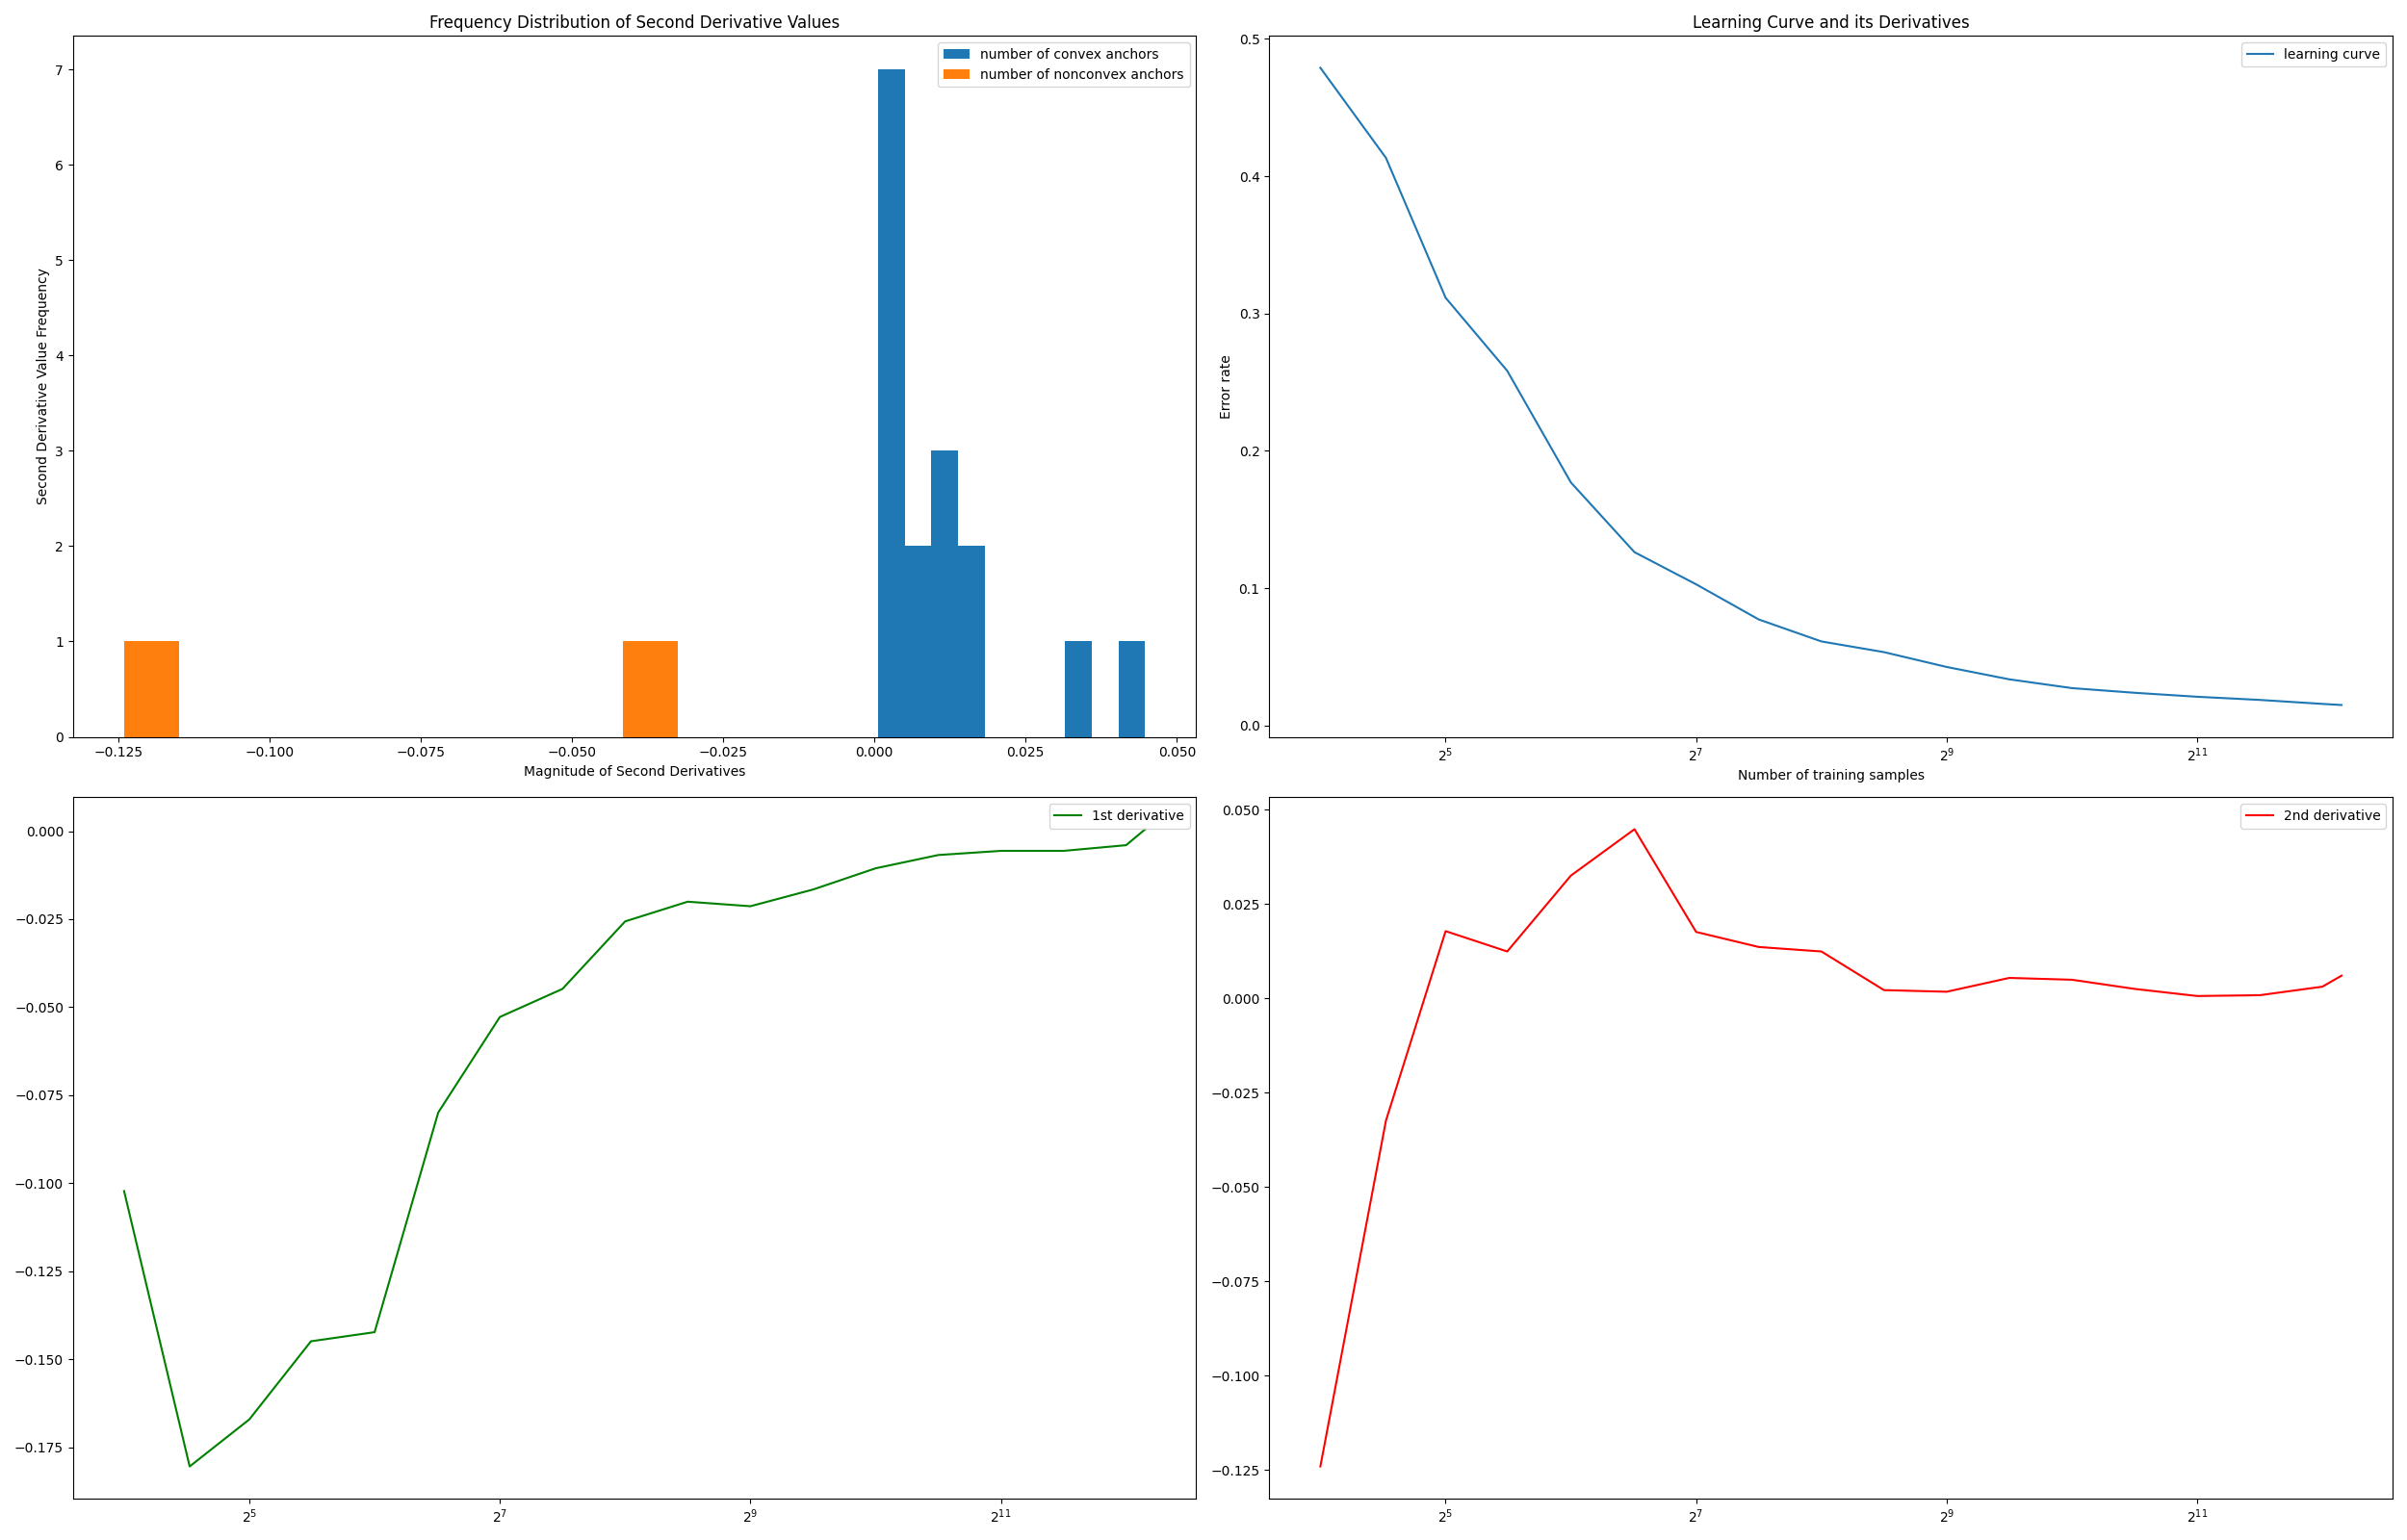 Frequency Distribution of Second Derivative Values
number of convex anchors
number of nonconvex anchors
Second Derivative Value Frequency
7
6
5
4
3
2
1
0
−0.125 −0.100 −0.075 −0.050 −0.025 0.000 0.025 0.050
Magnitude of Second Derivatives
Learning Curve and its Derivatives
learning curve
Error rate
0.5
0.4
0.3
0.2
0.1
0.0
2^5 2^7 2^9 2^11
Number of training samples
1st derivative
0.000
−0.025
−0.050
−0.075
−0.100
−0.125
−0.150
−0.175
2^5 2^7 2^9 2^11
2nd derivative
0.050
0.025
0.000
−0.025
−0.050
−0.075
−0.100
−0.125
2^5 2^7 2^9 2^11